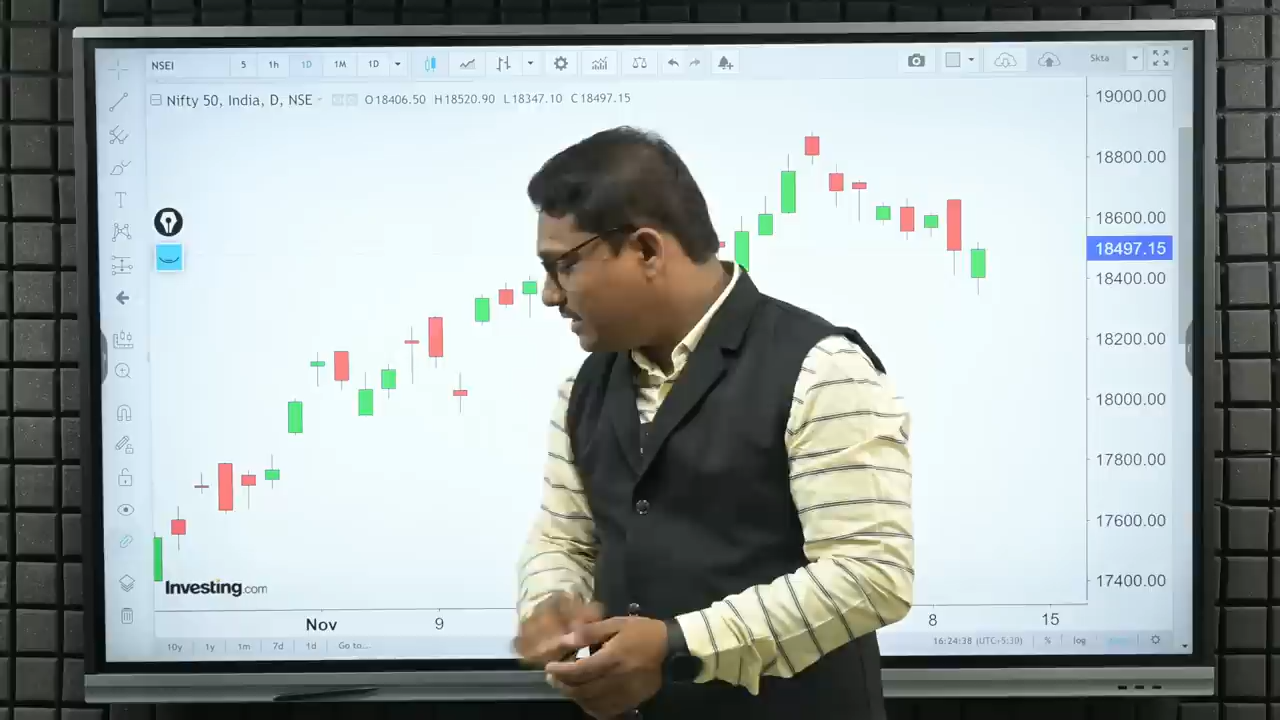 NSEI 5 1h 1D 1M 1D Skta
Nifty 50, India, D, NSE O18406.50 H18520.90 L18347.10 C18497.15
19000.00
18800.00
18600.00
18497.15
18400.00
18200.00
18000.00
17800.00
17600.00
17400.00
Investing.com
Nov 9 8 15
10y 1y 1m 7d 1d Go to... 16:24:38 (UTC+5:30) % log